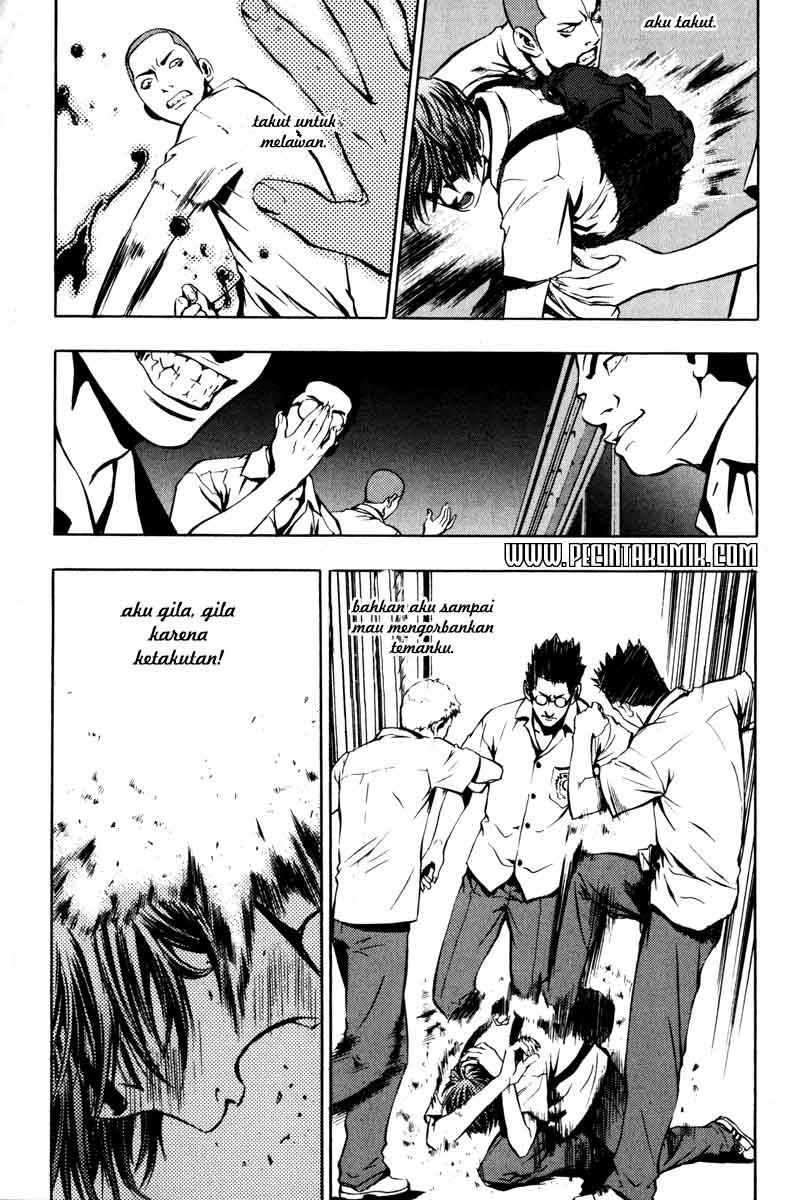 aku takut.
takut untuk
melawan.
WWW.PECINTAKOMIK.COM
bahkan aku sampai
mau mengorbankan
temanku.
aku gila, gila
karena
ketakutan!